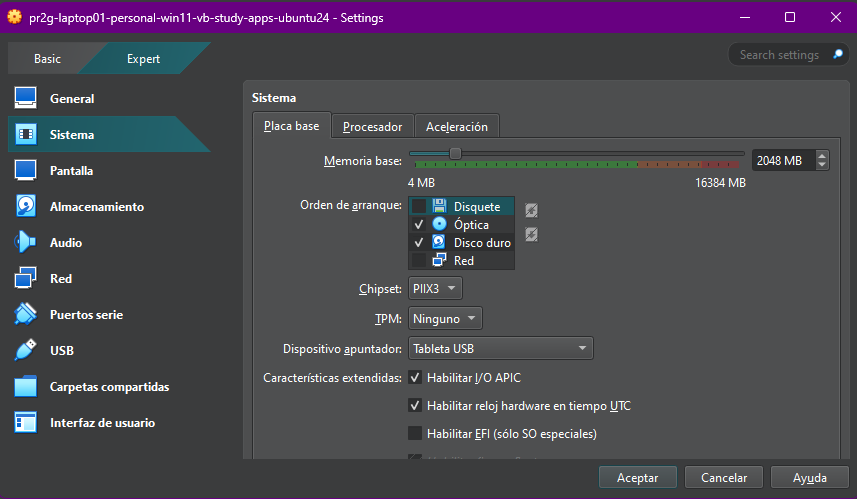 pr2g-laptop01-personal-win11-vb-study-apps-ubuntu24 - Settings
Basic
Expert
Search settings
General
Sistema
Pantalla
Almacenamiento
Audio
Red
Puertos serie
USB
Carpetas compartidas
Interfaz de usuario
Sistema
Placa base
Procesador
Aceleración
Memoria base:
2048 MB
4 MB
16384 MB
Orden de arranque:
Disquete
Óptica
Disco duro
Red
Chipset:
PIIX3
TPM:
Ninguno
Dispositivo apuntador:
Tableta USB
Características extendidas:
Habilitar I/O APIC
Habilitar reloj hardware en tiempo UTC
Habilitar EFI (sólo SO especiales)
Aceptar
Cancelar
Ayuda